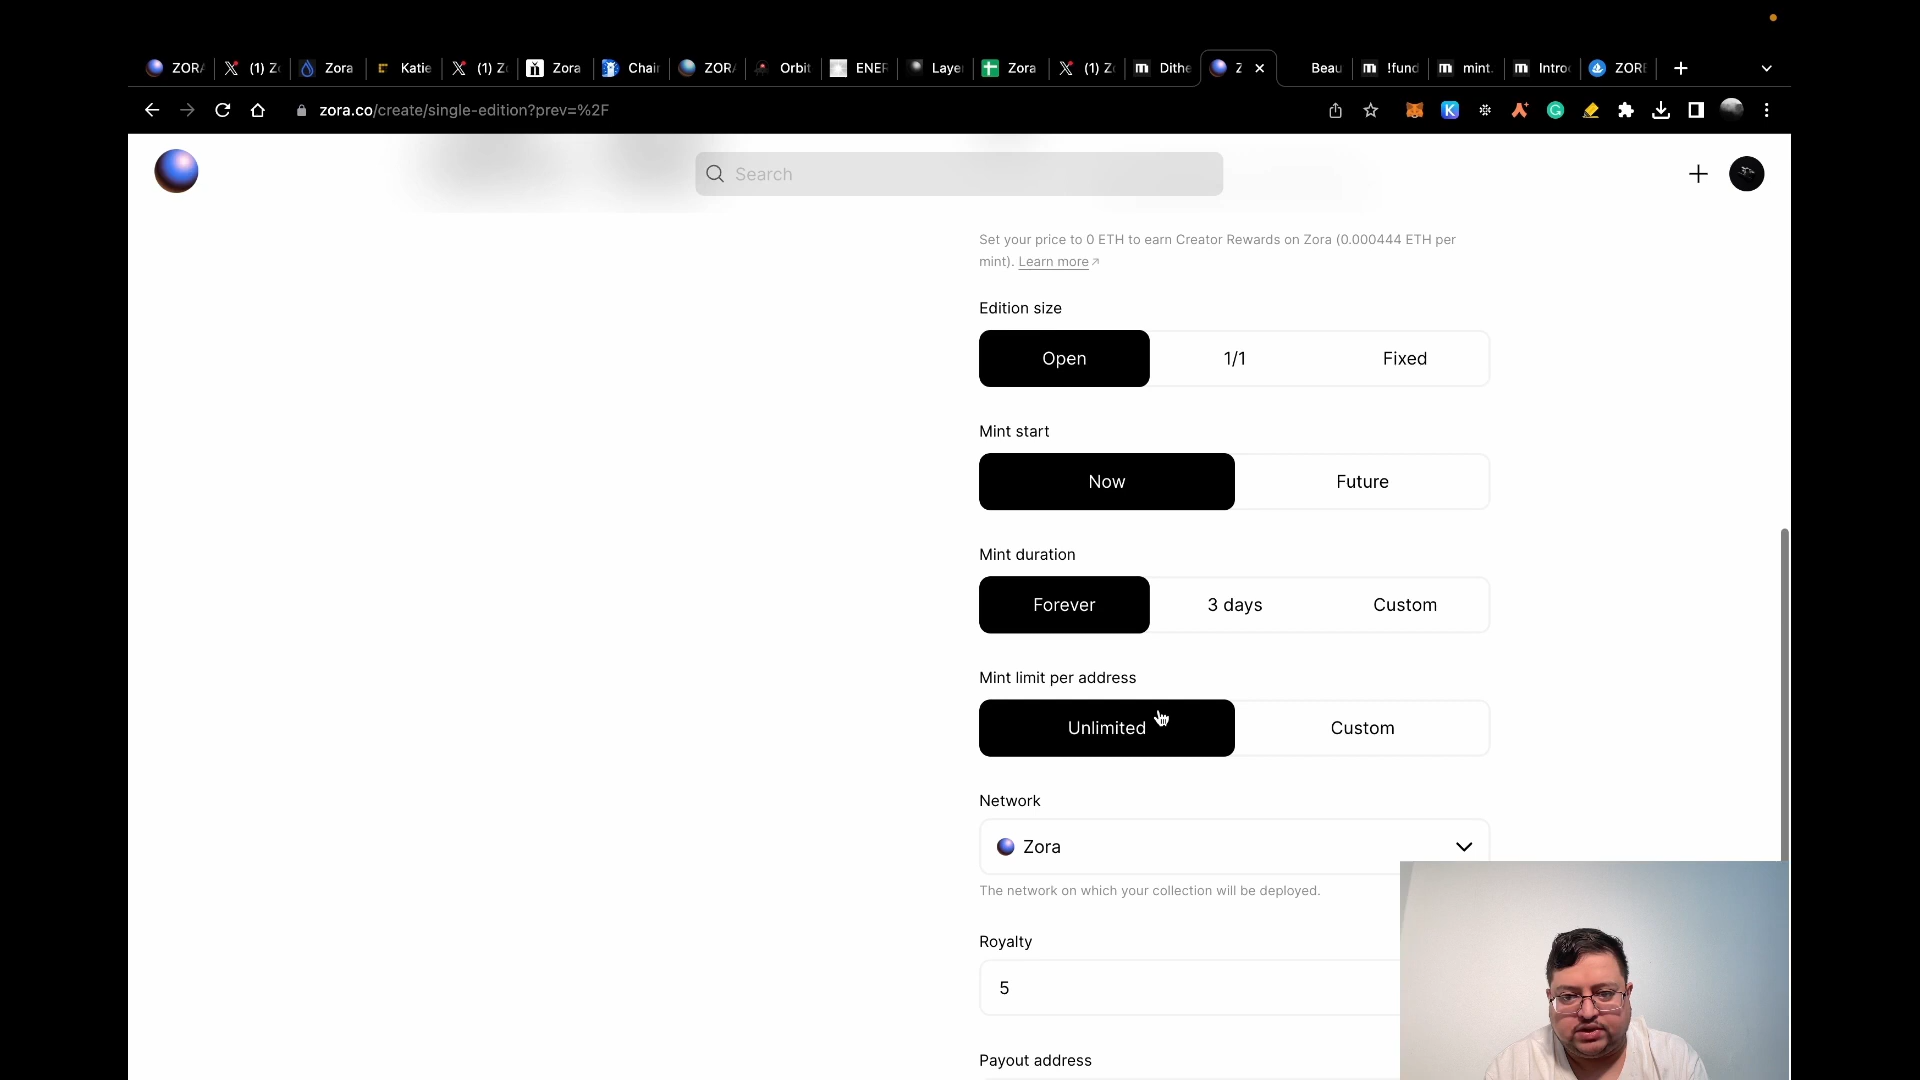 ZORA
(1) Z
Zora
Katie
(1) Z
Zora
Chai
ZOR
Orbit
ENER
Laye
Zora
(1) Z
Dithe
Z
Beau
!fund
mint.
Intro
ZORE
zora.co/create/single-edition?prev=%2F
Search
Set your price to 0 ETH to earn Creator Rewards on Zora (0.000444 ETH per
mint). Learn more
Edition size
Open 1/1 Fixed
Mint start
Now Future
Mint duration
Forever 3 days Custom
Mint limit per address
Unlimited Custom
Network
Zora
The network on which your collection will be deployed.
Royalty
5
Payout address